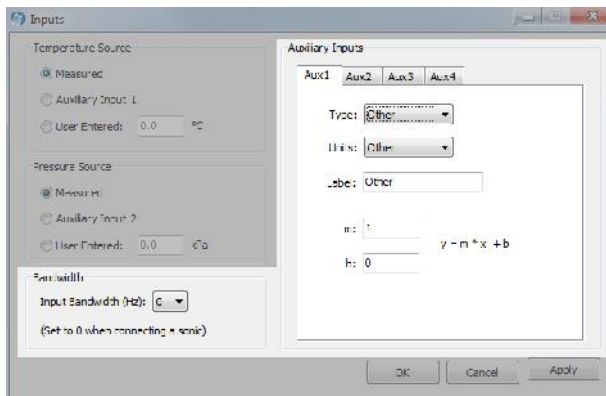 Inputs
Temperature Source
Measured
Auxiliary Input 1
User Entered: 0.0 °C
Pressure Source
Measured
Auxiliary Input 2
User Entered: 0.0 kPa
Bandwidth
Input Bandwidth (Hz): 0
(Set to 0 when connecting a sonic)
Auxiliary Inputs
Aux1 Aux2 Aux3 Aux4
Type: Other
Units: Other
Label: Other
m: 1
y = m * x + b
b: 0
OK Cancel Apply